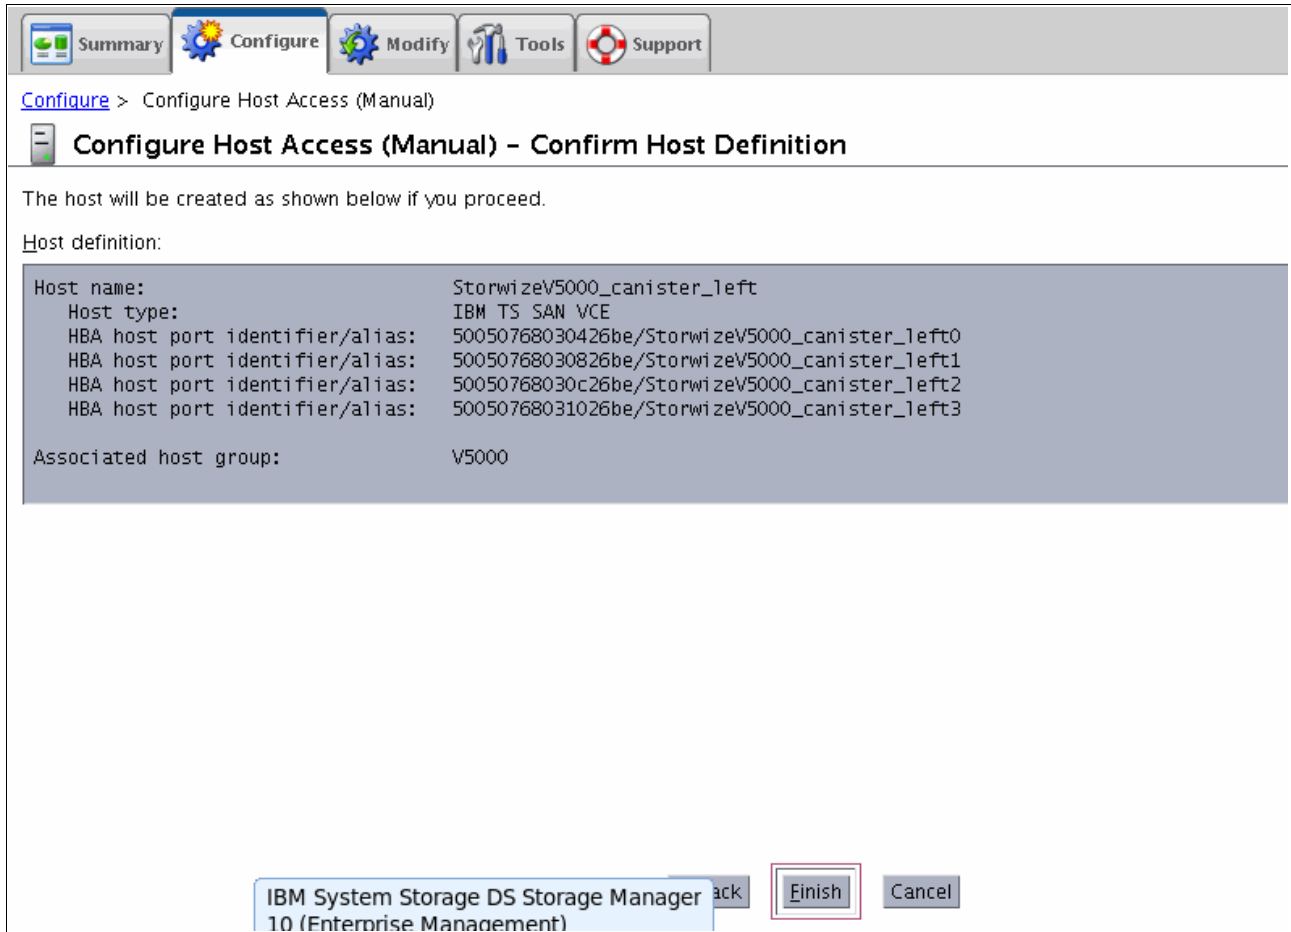 Summary Configure Modify Tools Support
Configure > Configure Host Access (Manual)
Configure Host Access (Manual) – Confirm Host Definition
The host will be created as shown below if you proceed.
Host definition:
Host name: StorwizeV5000_canister_left
Host type: IBM TS SAN VCE
HBA host port identifier/alias: 50050768030426be/StorwizeV5000_canister_left0
HBA host port identifier/alias: 50050768030826be/StorwizeV5000_canister_left1
HBA host port identifier/alias: 50050768030c26be/StorwizeV5000_canister_left2
HBA host port identifier/alias: 50050768031026be/StorwizeV5000_canister_left3
Associated host group: V5000
ack Finish Cancel
IBM System Storage DS Storage Manager
10 (Enterprise Management)